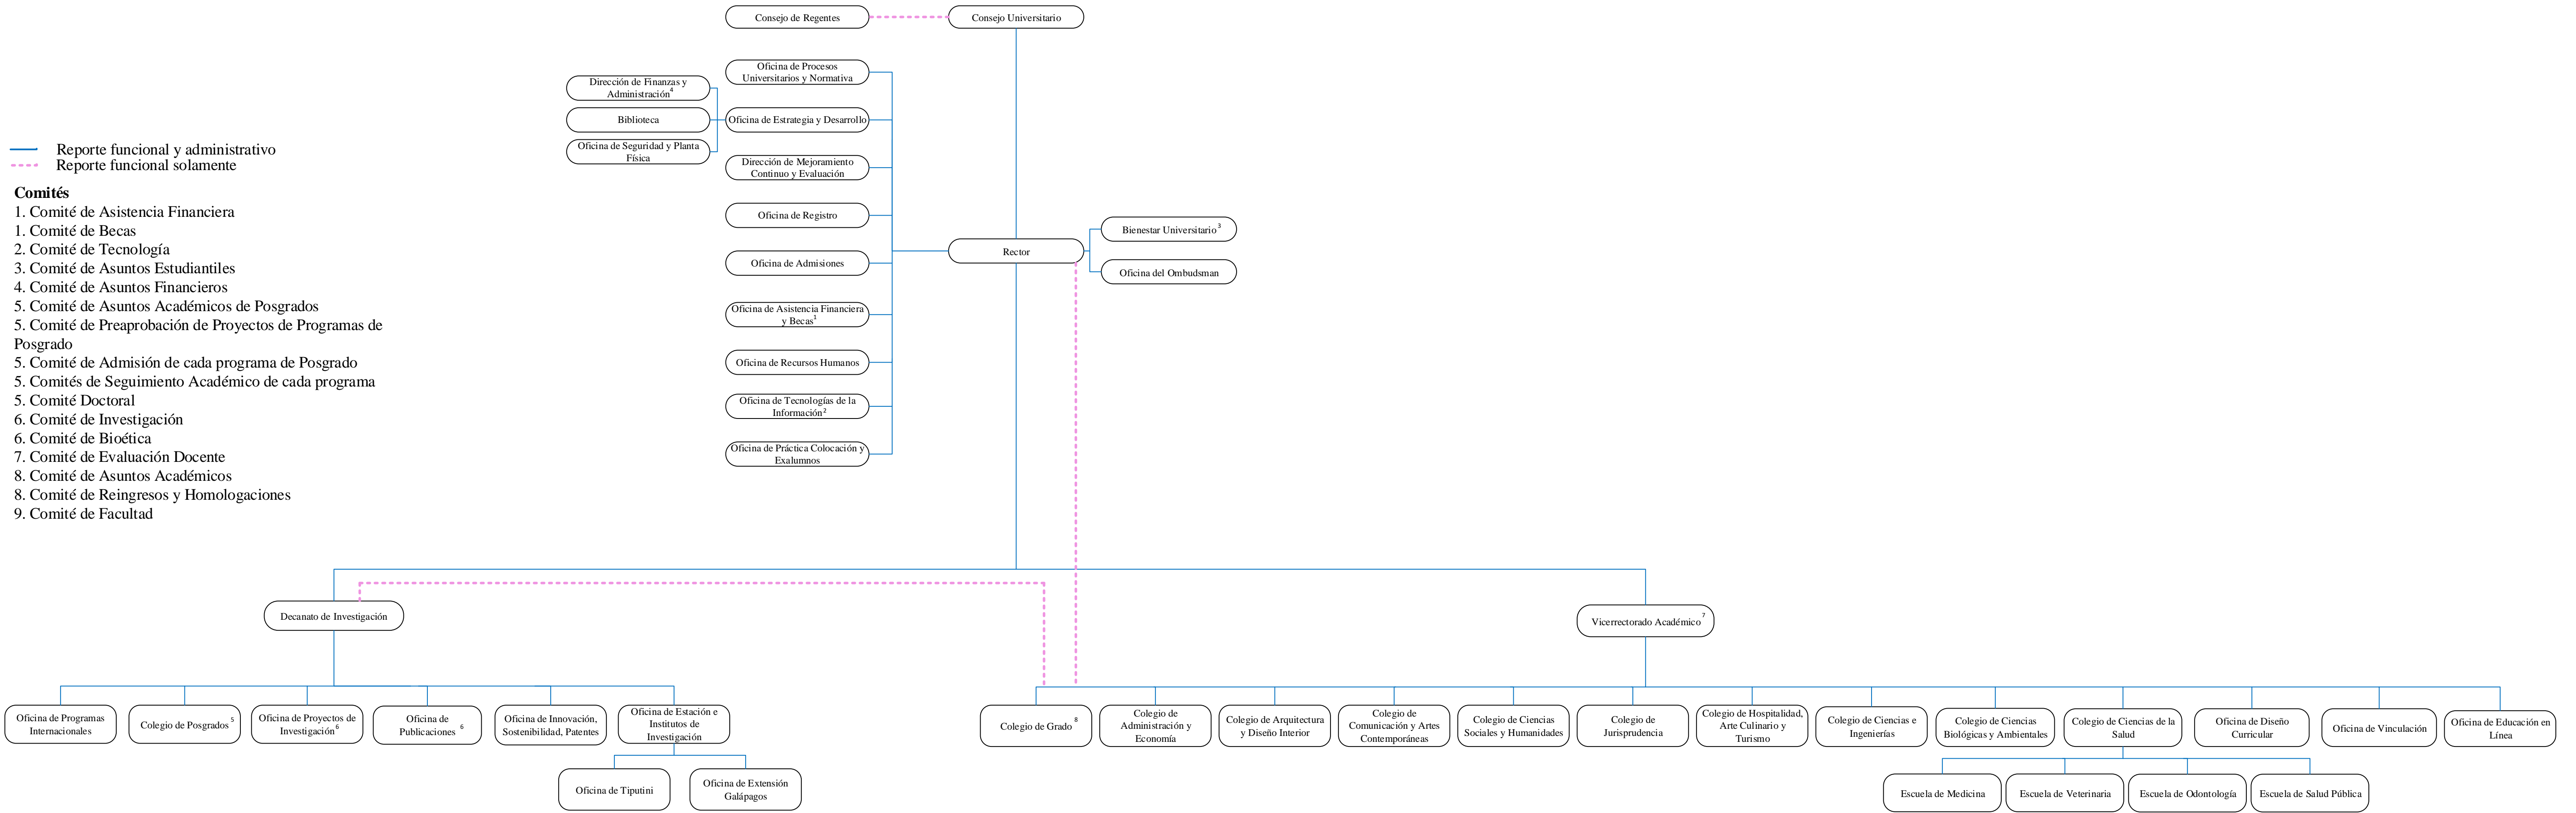 Consejo de Regentes
Consejo Universitario
Oficina de Procesos
Universitarios y Normativa
Dirección de Finanzas y
Administración4
Biblioteca
Oficina de Estrategia y Desarrollo
Oficina de Seguridad y Planta
Física
Dirección de Mejoramiento
Continuo y Evaluación
Oficina de Registro
Oficina de Admisiones
Oficina de Asistencia Financiera
y Becas1
Oficina de Recursos Humanos
Oficina de Tecnologías de la
Información2
Oficina de Práctica Colocación y
Exalumnos
Rector
Bienestar Universitario3
Oficina del Ombudsman
Reporte funcional y administrativo
Reporte funcional solamente
Comités
1. Comité de Asistencia Financiera
1. Comité de Becas
2. Comité de Tecnología
3. Comité de Asuntos Estudiantiles
4. Comité de Asuntos Financieros
5. Comité de Asuntos Académicos de Posgrados
5. Comité de Preaprobación de Proyectos de Programas de
Posgrado
5. Comité de Admisión de cada programa de Posgrado
5. Comités de Seguimiento Académico de cada programa
5. Comité Doctoral
6. Comité de Investigación
6. Comité de Bioética
7. Comité de Evaluación Docente
8. Comité de Asuntos Académicos
8. Comité de Reingresos y Homologaciones
9. Comité de Facultad
Decanato de Investigación
Vicerrectorado Académico7
Oficina de Programas
Internacionales
Colegio de Posgrados5
Oficina de Proyectos de
Investigación6
Oficina de
Publicaciones 6
Oficina de Innovación,
Sostenibilidad, Patentes
Oficina de Estación e
Institutos de
Investigación
Oficina de Tiputini
Oficina de Extensión
Galápagos
Colegio de Grado8
Colegio de
Administración y
Economía
Colegio de Arquitectura
y Diseño Interior
Colegio de
Comunicación y Artes
Contemporáneas
Colegio de Ciencias
Sociales y Humanidades
Colegio de
Jurisprudencia
Colegio de Hospitalidad,
Arte Culinario y
Turismo
Colegio de Ciencias e
Ingenierías
Colegio de Ciencias
Biológicas y Ambientales
Colegio de Ciencias de la
Salud
Oficina de Diseño
Curricular
Oficina de Vinculación
Oficina de Educación en
Línea
Escuela de Medicina
Escuela de Veterinaria
Escuela de Odontología
Escuela de Salud Pública